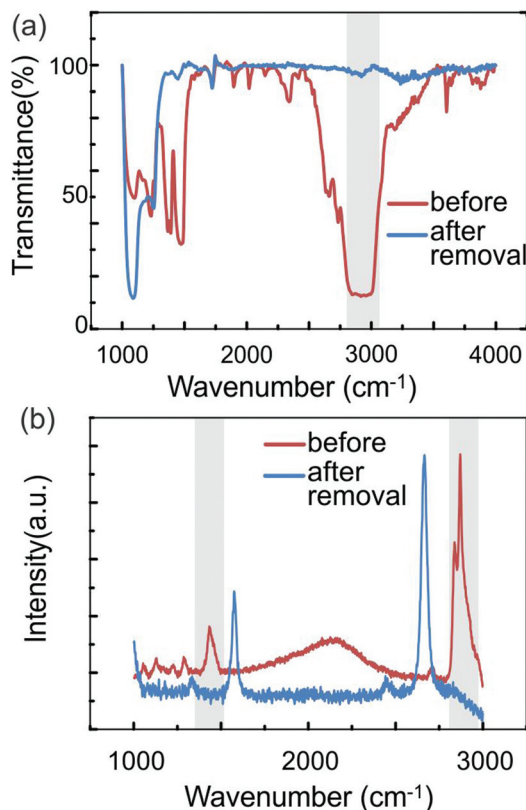 (a)
100
50
0
Transmittance(%)
before
after
removal
1000 2000 3000 4000
Wavenumber (cm-1)
(b)
before
after
removal
Intensity(a.u.)
1000 2000 3000
Wavenumber (cm-1)